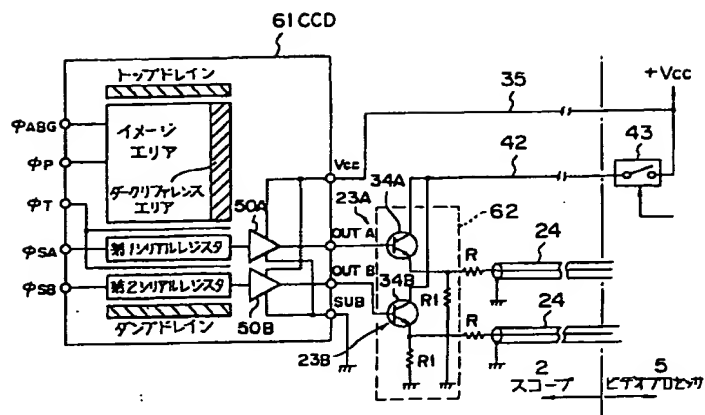 61 CCD
トップドレイン
φABG
イメージ
エリア
φP
ダークリファレンス
エリア
φT
φSA
第1シリアルレジスタ
φSB
第2シリアルレジスタ
ダンプドレイン
50A
50B
Vcc
OUT A
OUT B
SUB
23A
34A
34B
23B
62
35
42
+Vcc
43
R
R
R1
R1
24
24
2
スコープ
5
ビデオプロセッサ